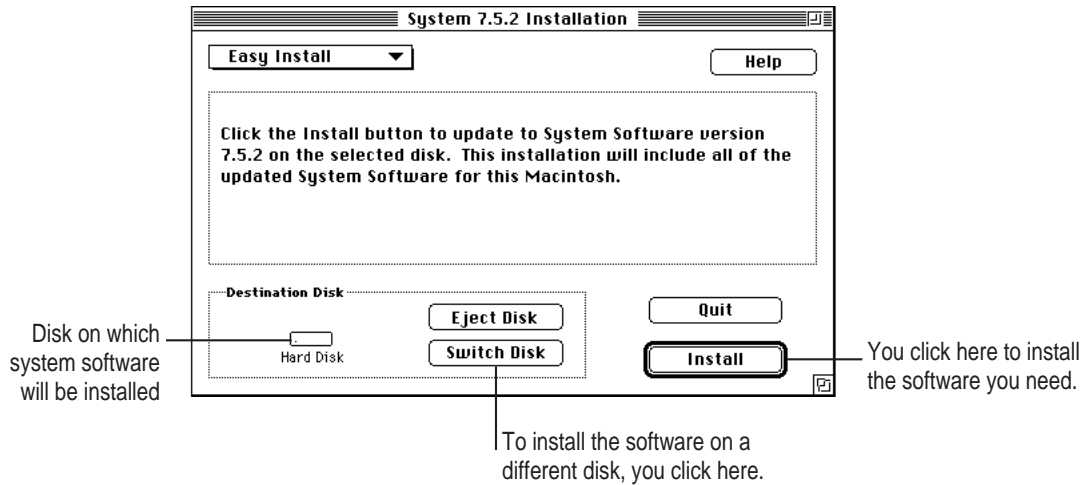 System 7.5.2 Installation
Easy Install
Help
Click the Install button to update to System Software version
7.5.2 on the selected disk. This installation will include all of the
updated System Software for this Macintosh.
Destination Disk
Hard Disk
Eject Disk
Switch Disk
Quit
Install
Disk on which
system software
will be installed
You click here to install
the software you need.
To install the software on a
different disk, you click here.